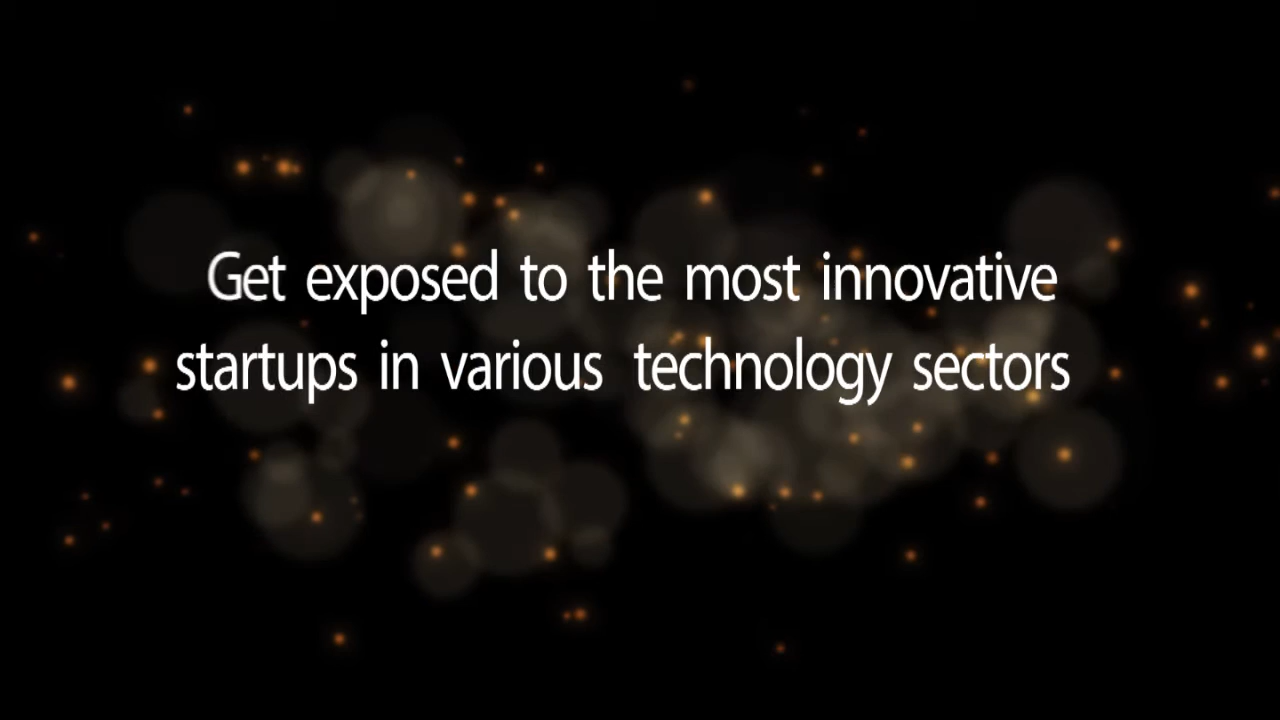 Get exposed to the most innovative
startups in various technology sectors